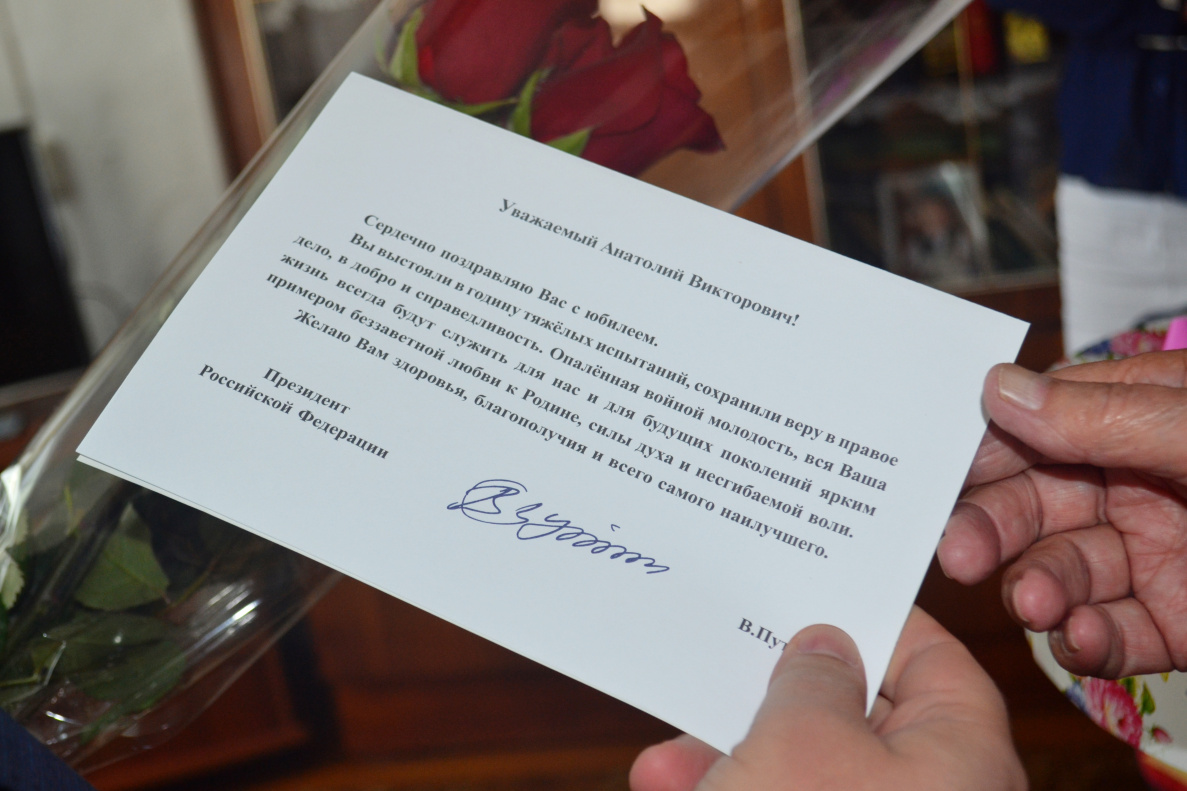 Уважаемый Анатолий Викторович!
Сердечно поздравляю Вас с юбилеем.
Вы выстояли в годину тяжёлых испытаний, сохранили веру в правое
дело, в добро и справедливость. Опалённая войной молодость, вся Ваша
жизнь всегда будут служить для нас и для будущих поколений ярким
примером беззаветной любви к Родине, силы духа и несгибаемой воли.
Желаю Вам здоровья, благополучия и всего самого наилучшего.
Президент
Российской Федерации
В.Пут